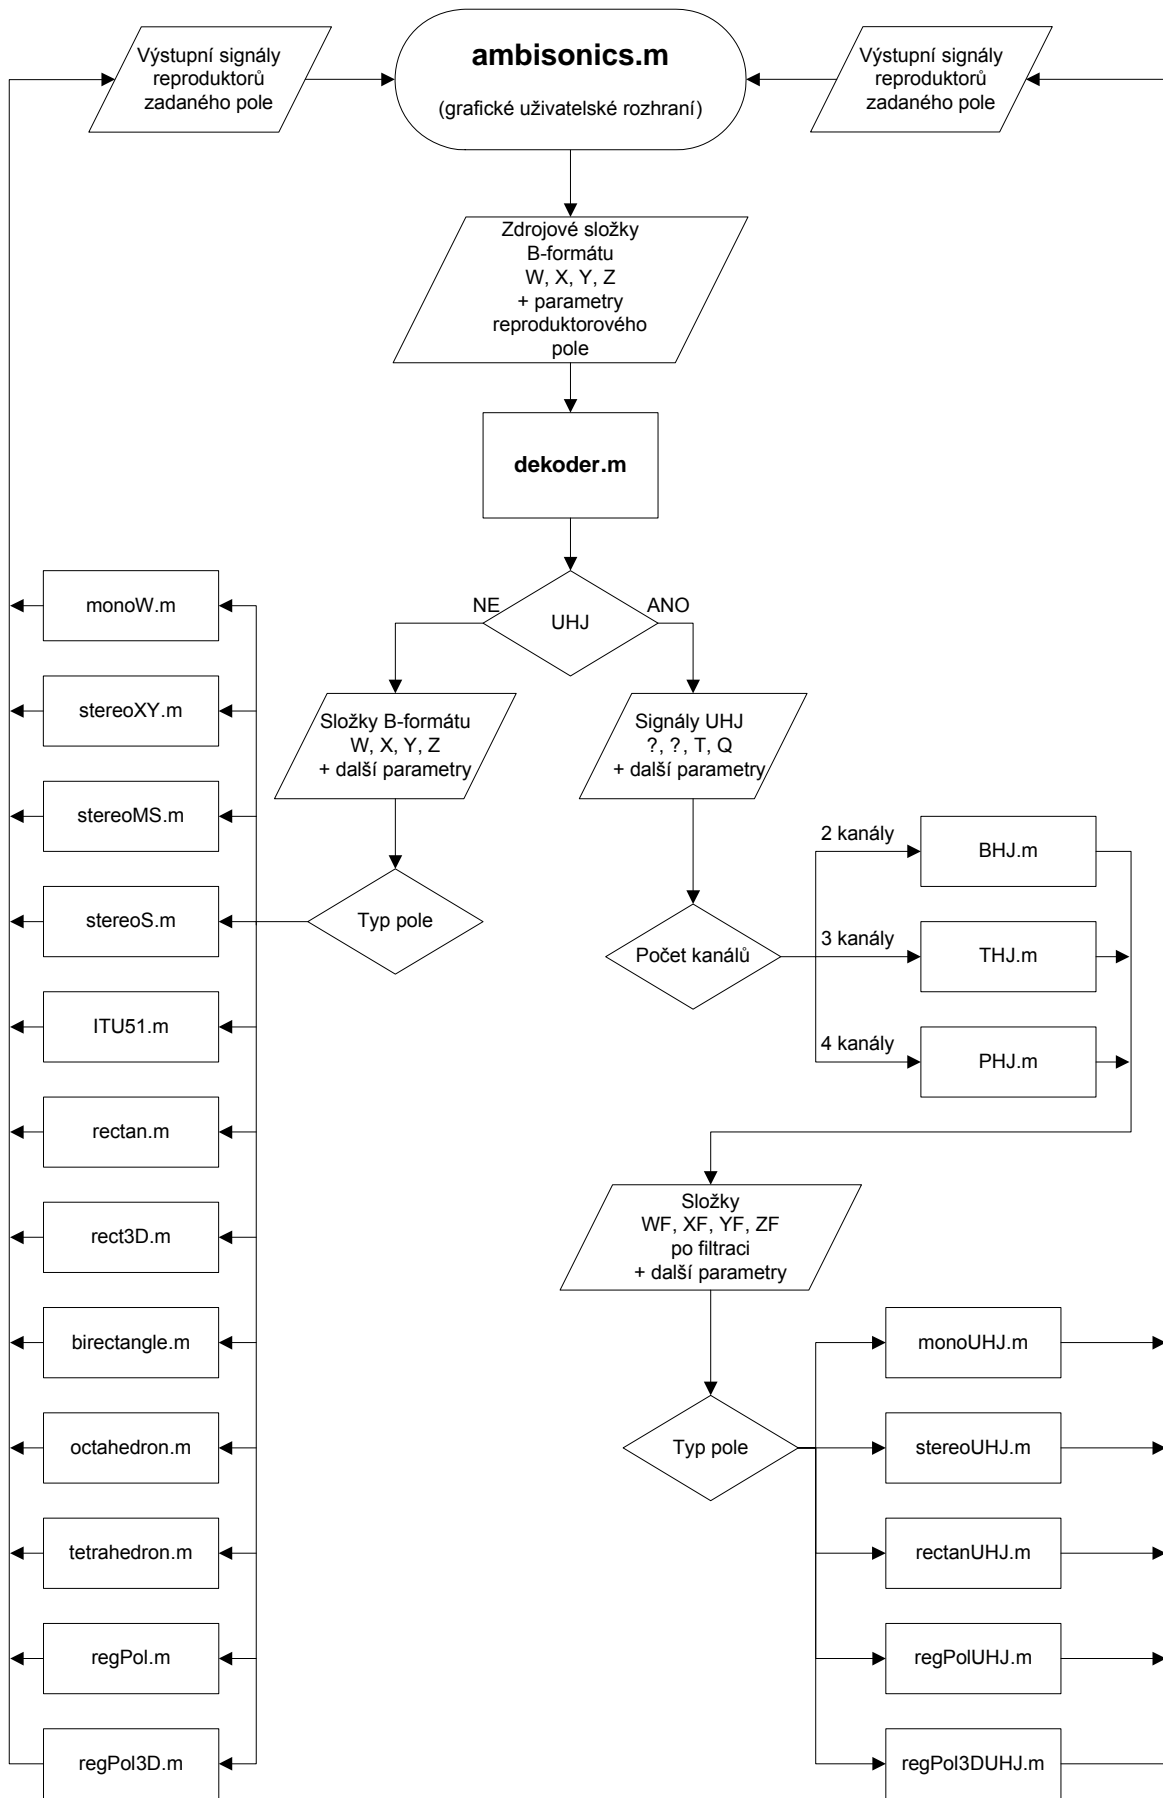 Výstupní signály
reproduktorů
zadaného pole
ambisonics.m
(grafické uživatelské rozhraní)
Výstupní signály
reproduktorů
zadaného pole
Zdrojové složky
B-formátu
W, X, Y, Z
+ parametry
reproduktorového
pole
dekoder.m
UHJ
NE
ANO
Složky B-formátu
W, X, Y, Z
+ další parametry
Signály UHJ
?, ?, T, Q
+ další parametry
Typ pole
monoW.m
stereoXY.m
stereoMS.m
stereoS.m
ITU51.m
rectan.m
rect3D.m
birectangle.m
octahedron.m
tetrahedron.m
regPol.m
regPol3D.m
Počet kanálů
2 kanály
BHJ.m
3 kanály
THJ.m
4 kanály
PHJ.m
Složky
WF, XF, YF, ZF
po filtraci
+ další parametry
Typ pole
monoUHJ.m
stereoUHJ.m
rectanUHJ.m
regPolUHJ.m
regPol3DUHJ.m